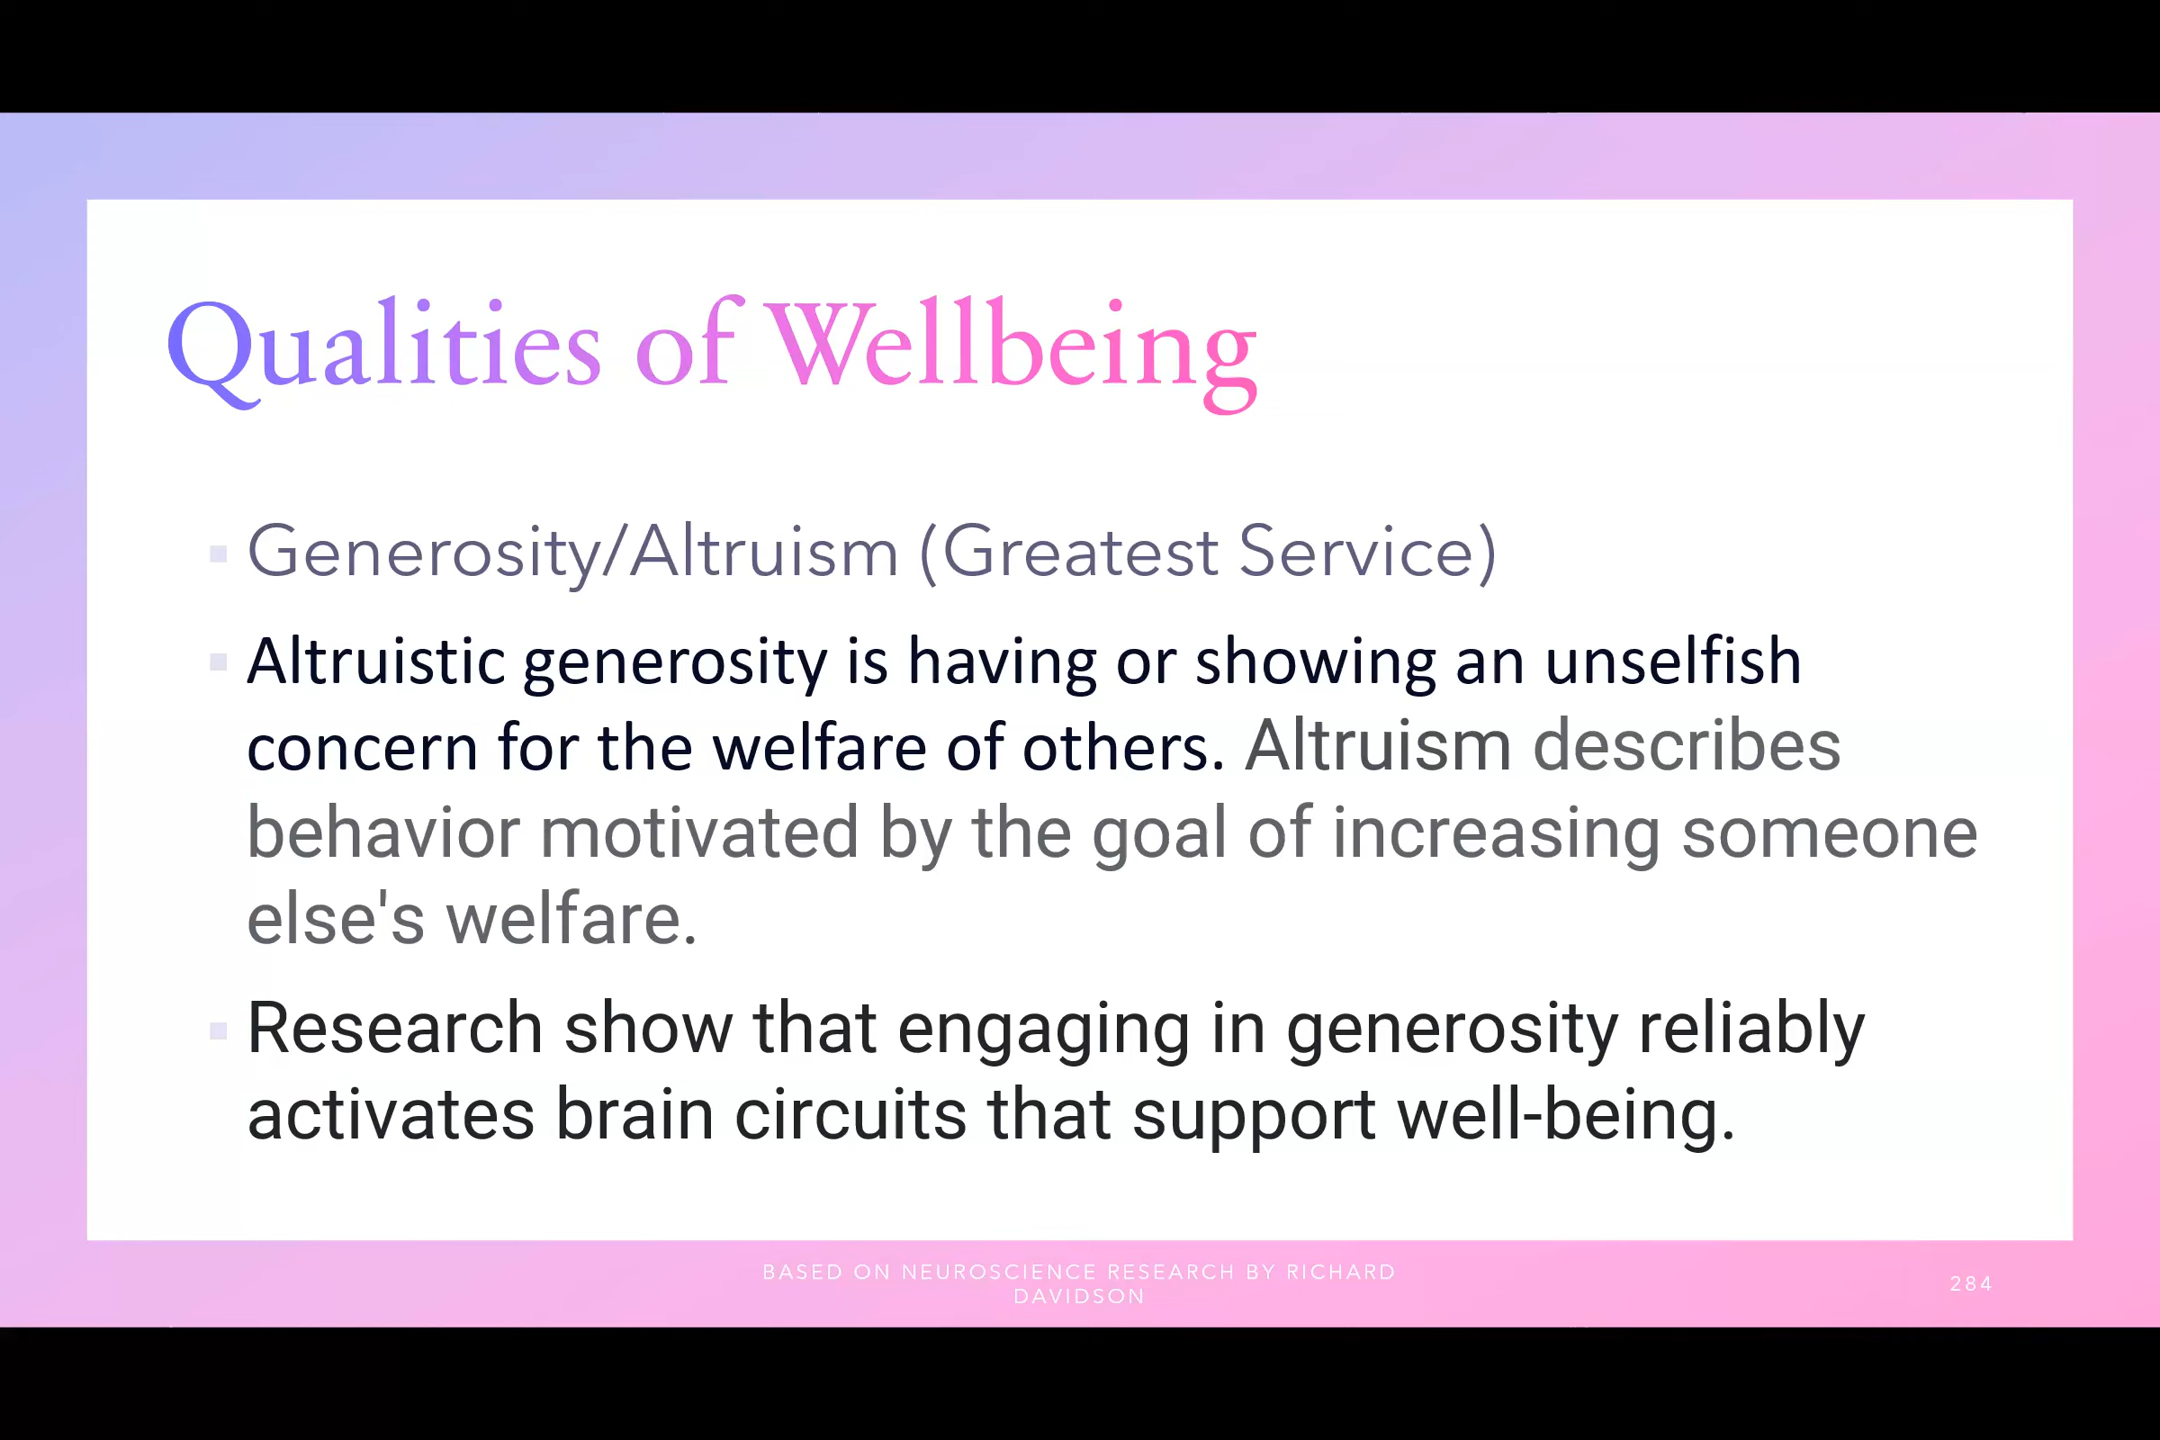 Qualities of Wellbeing
Generosity/Altruism (Greatest Service)
Altruistic generosity is having or showing an unselfish
concern for the welfare of others. Altruism describes
behavior motivated by the goal of increasing someone
else's welfare.
Research show that engaging in generosity reliably
activates brain circuits that support well-being.
BASED ON NEUROSCIENCE RESEARCH BY RICHARD
DAVIDSON
284